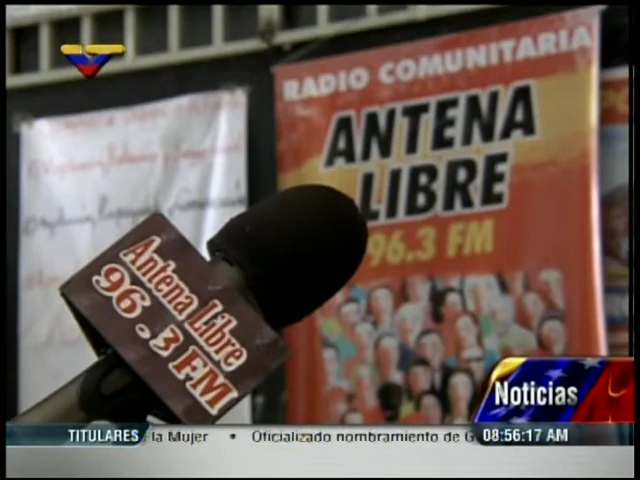 RADIO COMUNITARIA
ANTENA
LIBRE
96.3 FM
Antena Libre
96.3 FM
Noticias
TITULARES la Mujer • Oficializado nombramiento de 08:56:17 AM